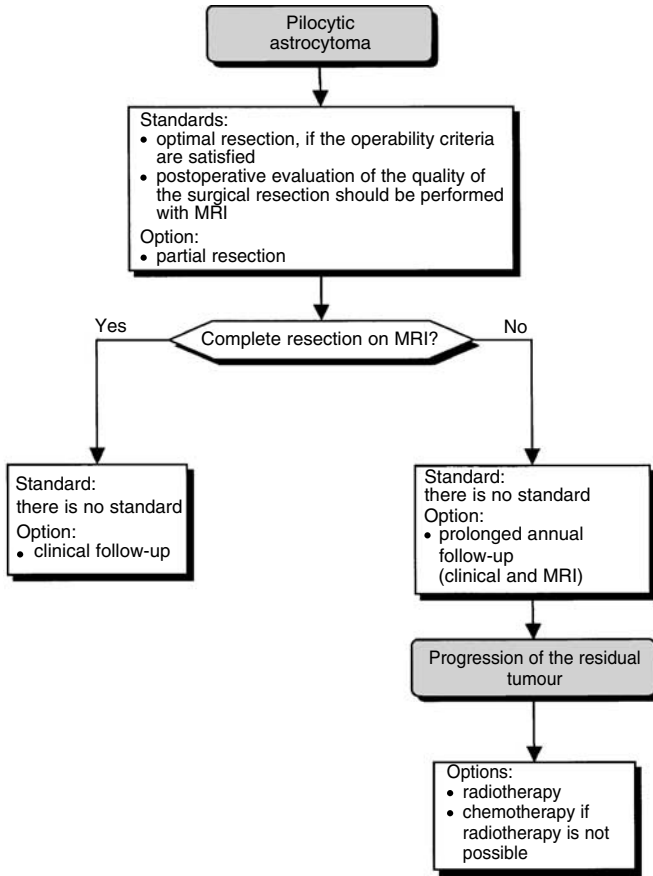 Pilocytic
astrocytoma
Standards:
• optimal resection, if the operability criteria
are satisfied
• postoperative evaluation of the quality of
the surgical resection should be performed
with MRI
Option:
• partial resection
Yes
Complete resection on MRI?
No
Standard:
there is no standard
Option:
• clinical follow-up
Standard:
there is no standard
Option:
• prolonged annual
follow-up
(clinical and MRI)
Progression of the residual
tumour
Options:
• radiotherapy
• chemotherapy if
radiotherapy is not
possible